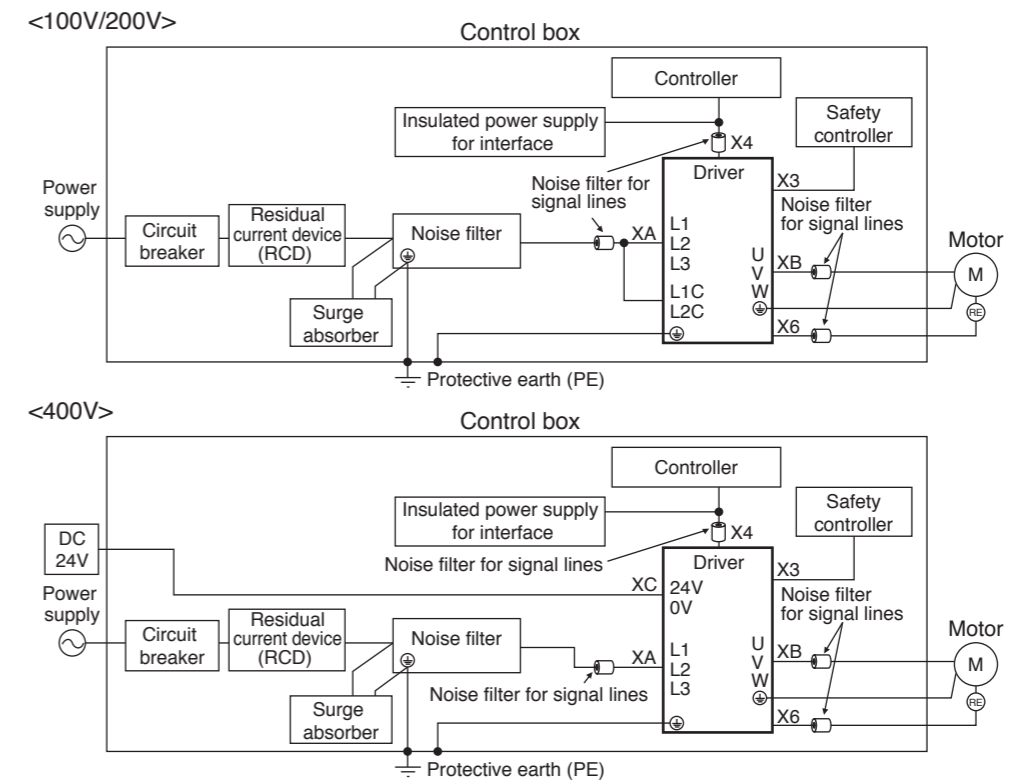 <100V/200V>
Control box
Controller
Insulated power supply
for interface
Safety
controller
X4
Driver
X3
Noise filter for
signal lines
Noise filter
for signal lines
Power
supply
Circuit
breaker
Residual
current device
(RCD)
Noise filter
XA
L1
L2
L3
L1C
L2C
U
V
W
XB
Motor
M
RE
X6
Surge
absorber
Protective earth (PE)
<400V>
Control box
Controller
Insulated power supply
for interface
Safety
controller
X4
DC
24V
Noise filter for signal lines
Driver
X3
XC
24V
0V
Noise filter
for signal lines
Power
supply
Circuit
breaker
Residual
current device
(RCD)
Noise filter
XA
L1
L2
L3
U
V
W
XB
Motor
M
RE
X6
Noise filter for signal lines
Surge
absorber
Protective earth (PE)